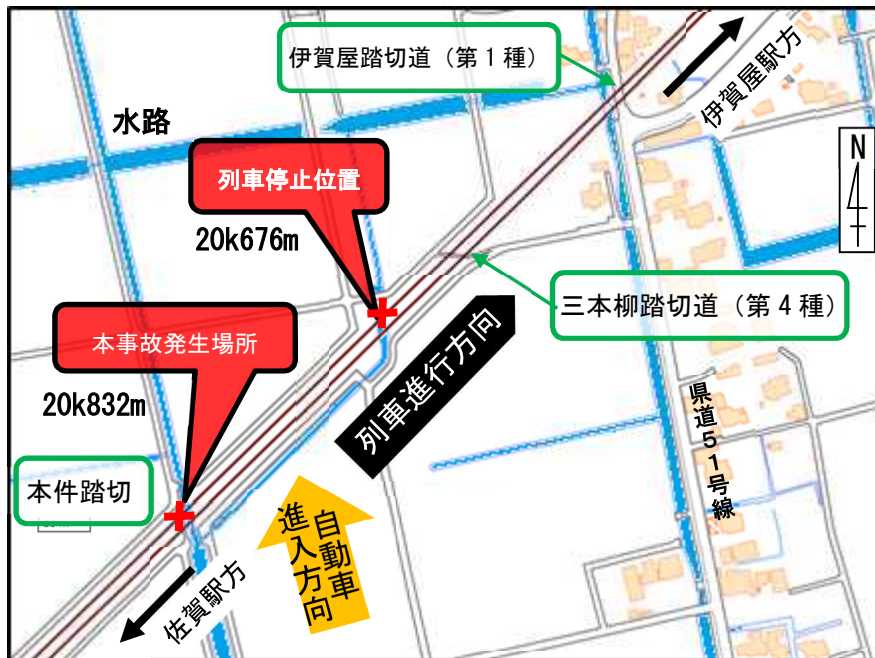 伊賀屋踏切道（第１種）
伊賀屋駅方
水路
N
列車停止位置
20k676m
三本柳踏切道（第４種）
本事故発生場所
20k832m
列車進行方向
県道５１号線
本件踏切
自動車
進入方向
佐賀駅方